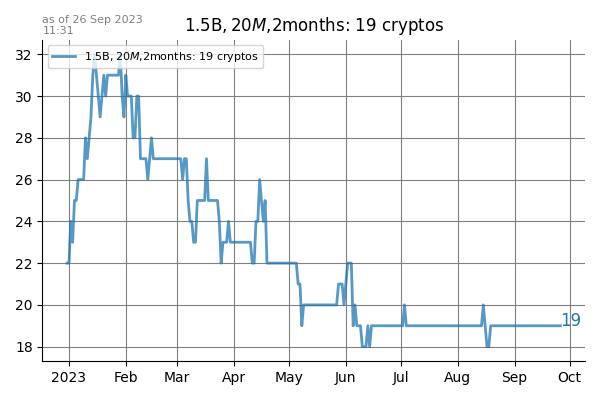 as of 26 Sep 2023
11:31
1.5B, 20M,2months: 19 cryptos
1.5B, 20M,2months: 19 cryptos
32
30
28
26
24
22
20
18
19
2023 Feb Mar Apr May Jun Jul Aug Sep Oct